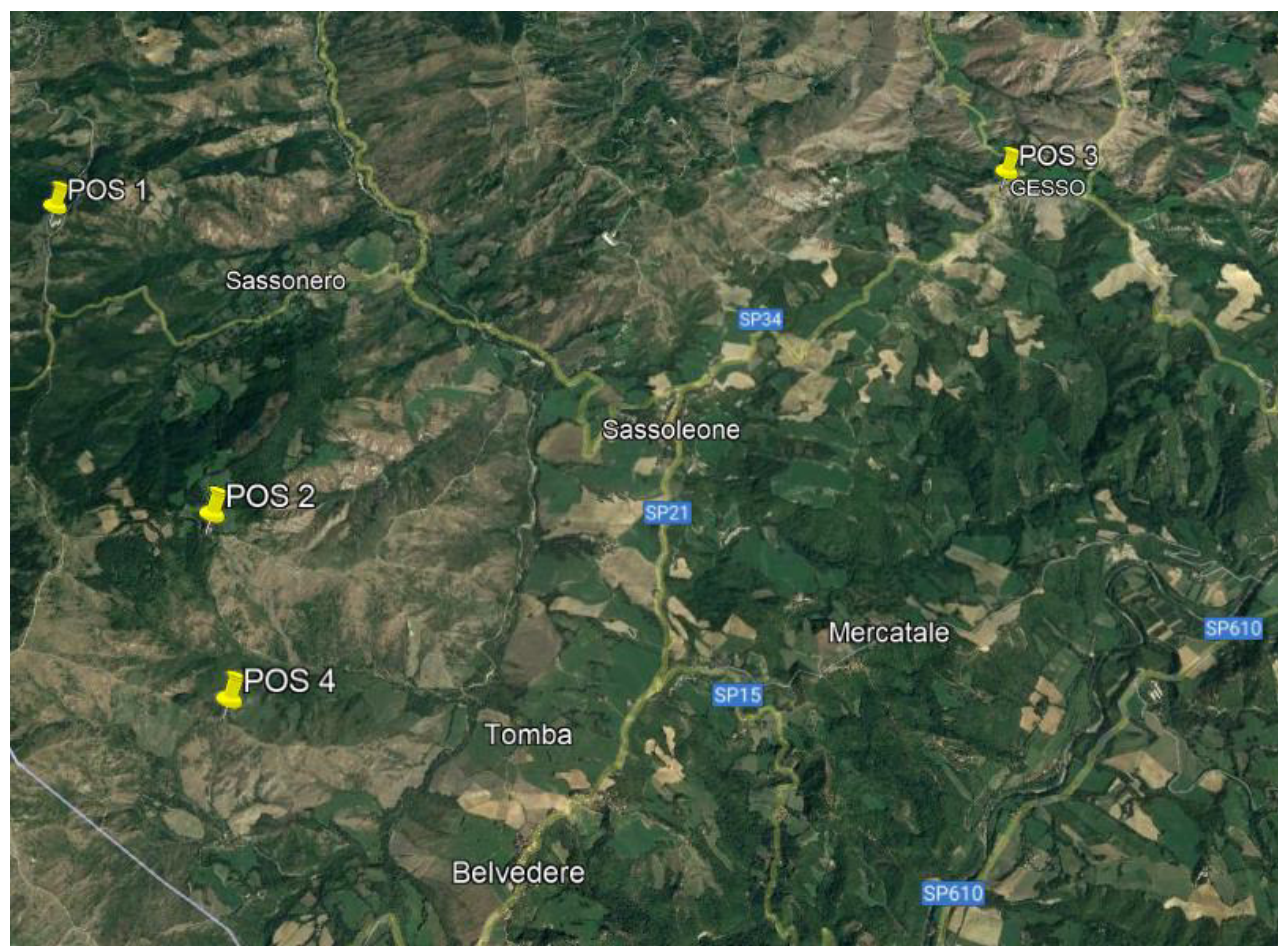 POS 3
GESSO
POS 1
Sassonero
SP34
Sassoleone
POS 2
SP21
Mercatale
SP610
POS 4
SP15
Tomba
Belvedere
SP610